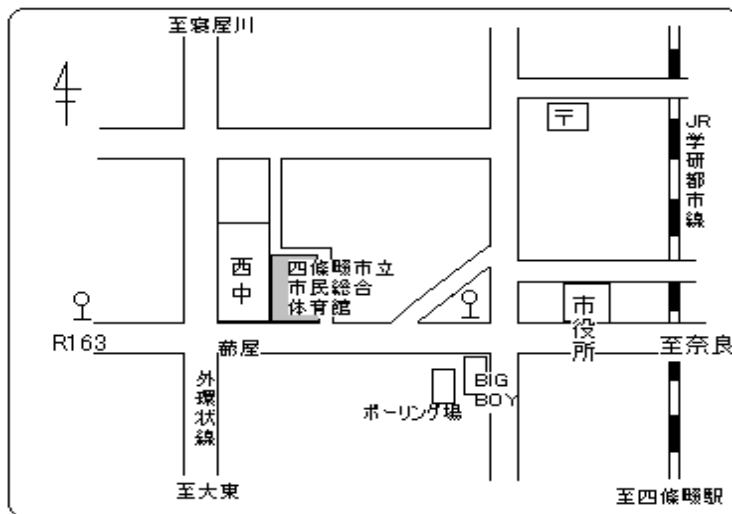 至寝屋川
〒
JR学研都市線
西中
四條畷市立
市民総合
体育館
市役所
R163
蔀屋
至奈良
外環状線
BIG
BOY
ボーリング場
至大東
至四條畷駅